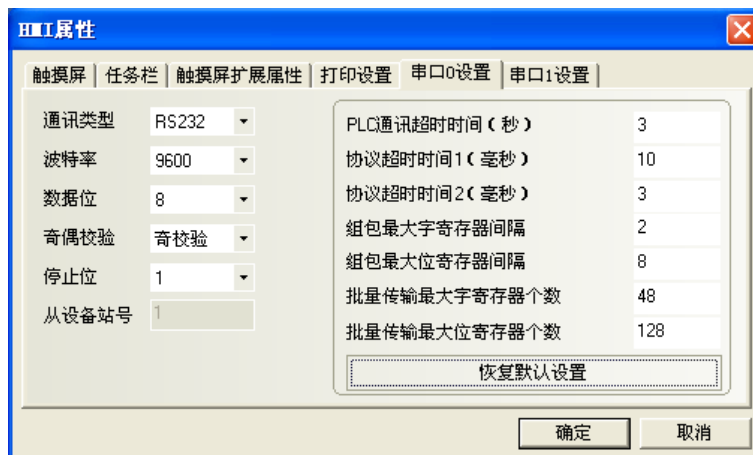 HMI属性
触摸屏 任务栏 触摸屏扩展属性 打印设置 串口0设置 串口1设置
通讯类型 RS232
波特率 9600
数据位 8
奇偶校验 奇校验
停止位 1
从设备站号 1
PLC通讯超时时间(秒) 3
协议超时时间1(毫秒) 10
协议超时时间2(毫秒) 3
组包最大字寄存器间隔 2
组包最大位寄存器间隔 8
批量传输最大字寄存器个数 48
批量传输最大位寄存器个数 128
恢复默认设置
确定 取消